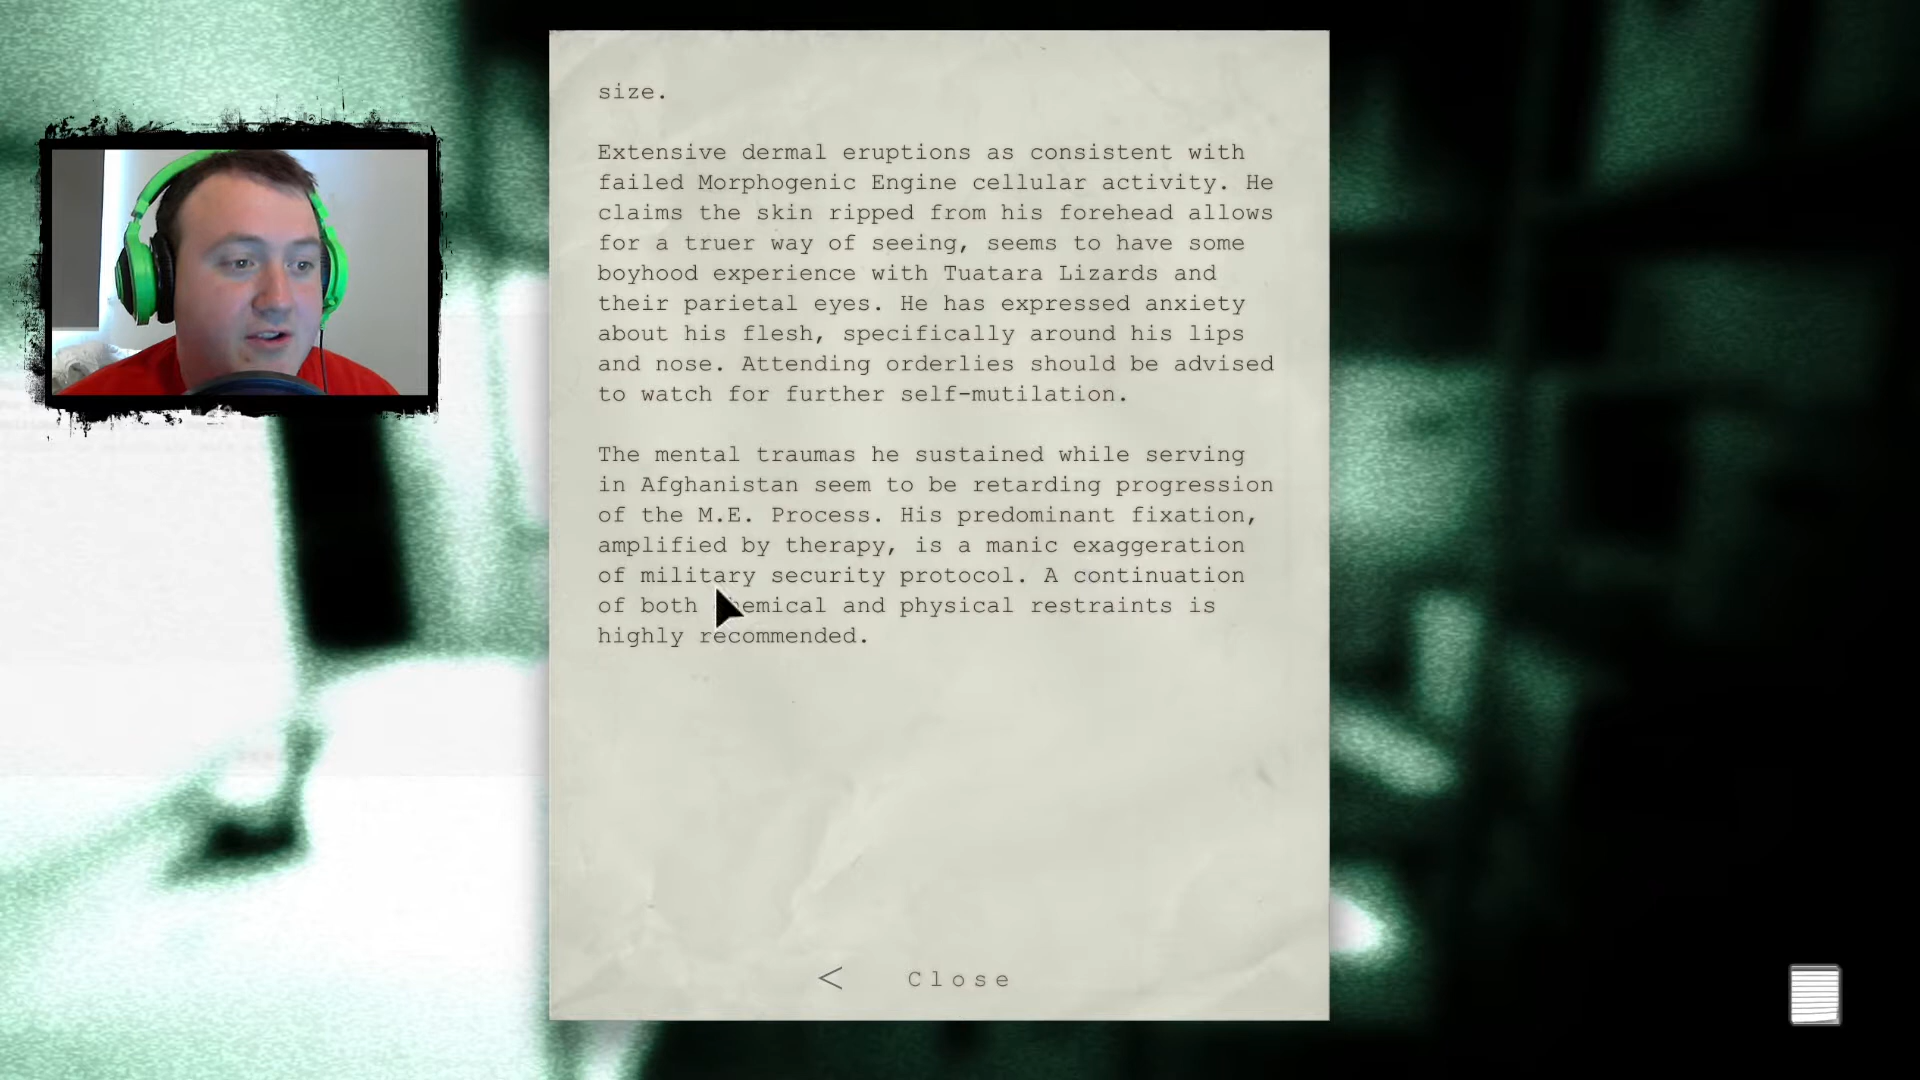 size.
Extensive dermal eruptions as consistent with
failed Morphogenic Engine cellular activity. He
claims the skin ripped from his forehead allows
for a truer way of seeing, seems to have some
boyhood experience with Tuatara Lizards and
their parietal eyes. He has expressed anxiety
about his flesh, specifically around his lips
and nose. Attending orderlies should be advised
to watch for further self-mutilation.
The mental traumas he sustained while serving
in Afghanistan seem to be retarding progression
of the M.E. Process. His predominant fixation,
amplified by therapy, is a manic exaggeration
of military security protocol. A continuation
of both chemical and physical restraints is
highly recommended.
< Close